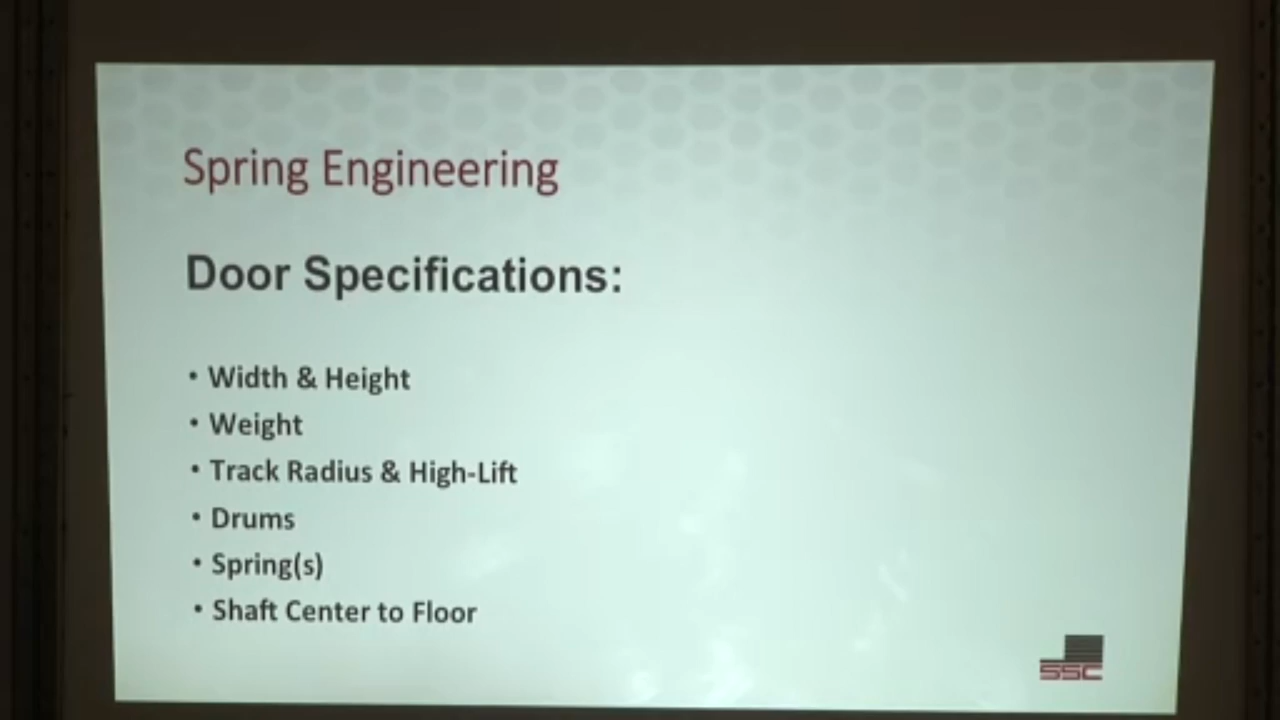 Spring Engineering
Door Specifications:
• Width & Height
• Weight
• Track Radius & High-Lift
• Drums
• Spring(s)
• Shaft Center to Floor
SSC